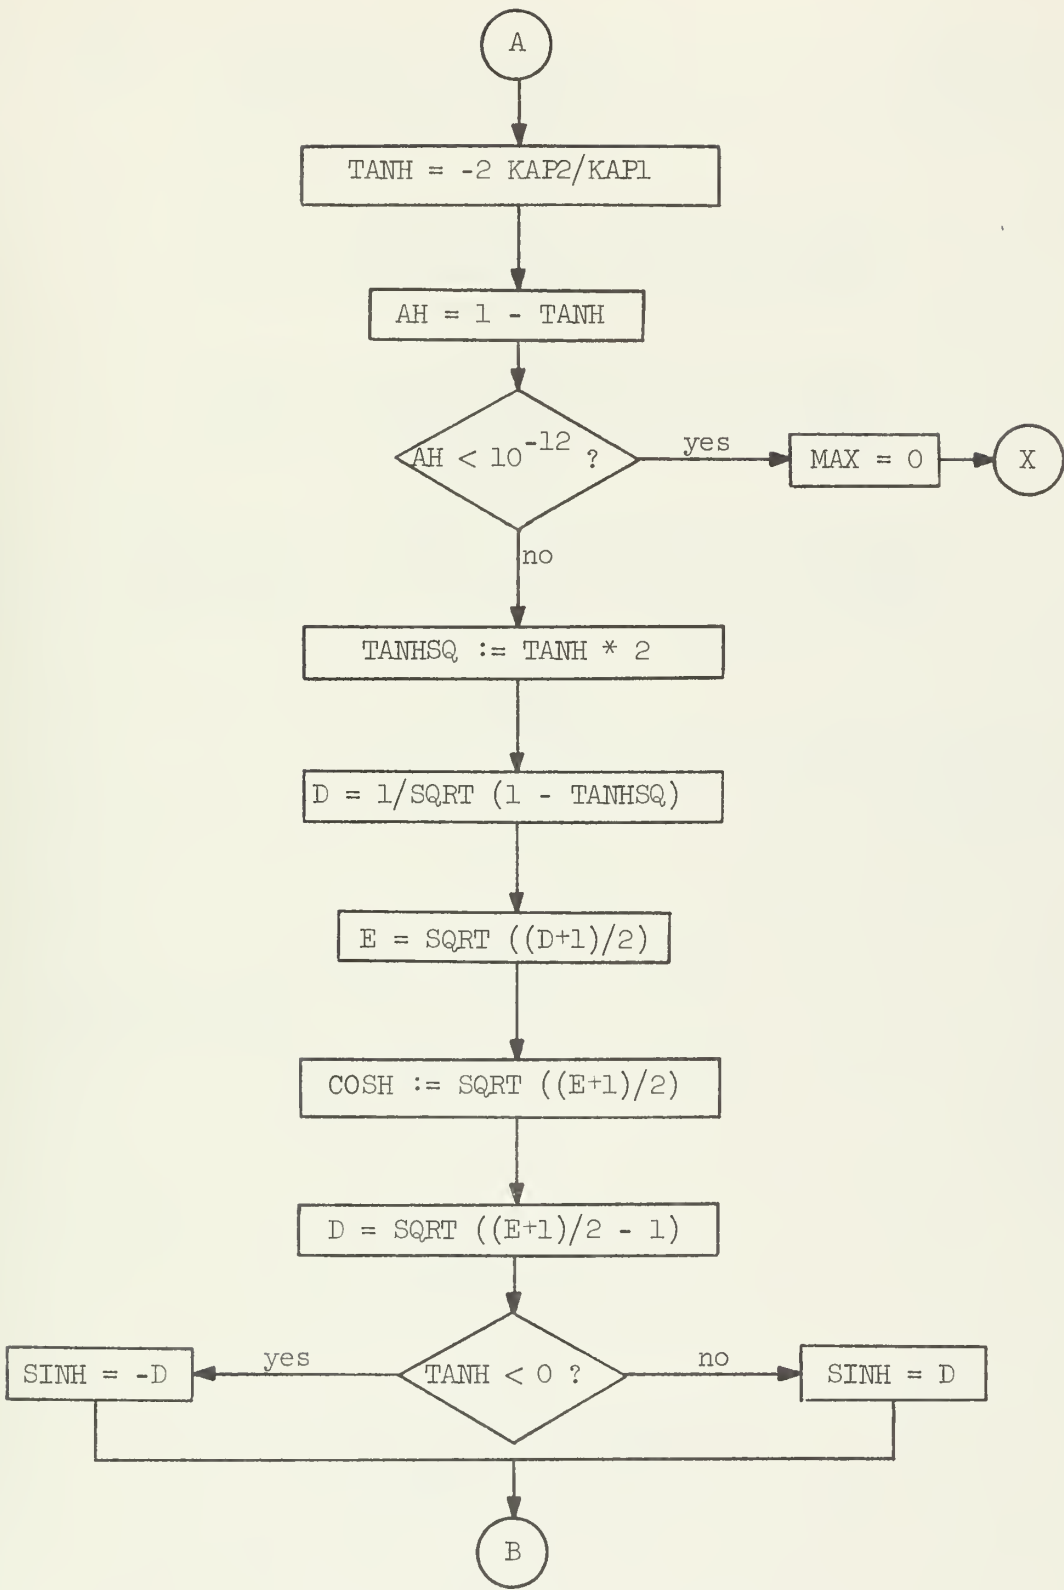 A
TANH = -2 KAP2/KAP1
AH = 1 - TANH
AH < 10^-12 ?
yes
MAX = 0
X
no
TANHSQ := TANH * 2
D = 1/SQRT (1 - TANHSQ)
E = SQRT ((D+1)/2)
COSH := SQRT ((E+1)/2)
D = SQRT ((E+1)/2 - 1)
SINH = -D
yes
TANH < 0 ?
no
SINH = D
B